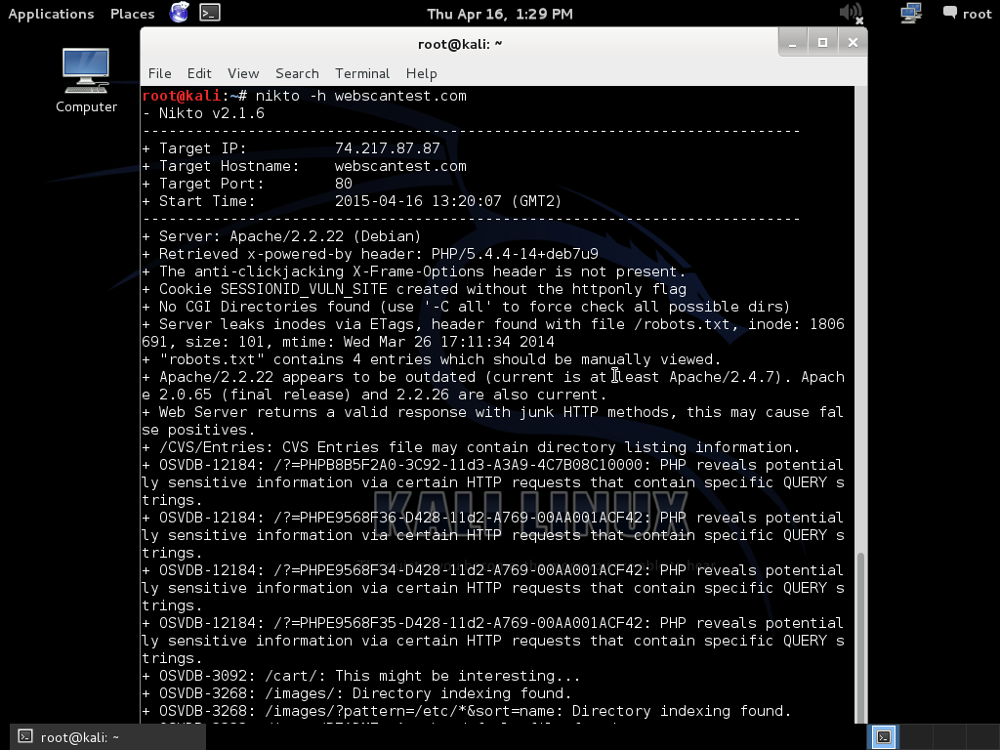 Applications Places Thu Apr 16, 1:29 PM root
Computer
root@kali: ~
File Edit View Search Terminal Help
root@kali:~# nikto -h webscantest.com
- Nikto v2.1.6
---------------------------------------------------------------------------
+ Target IP: 74.217.87.87
+ Target Hostname: webscantest.com
+ Target Port: 80
+ Start Time: 2015-04-16 13:20:07 (GMT2)
---------------------------------------------------------------------------
+ Server: Apache/2.2.22 (Debian)
+ Retrieved x-powered-by header: PHP/5.4.4-14+deb7u9
+ The anti-clickjacking X-Frame-Options header is not present.
+ Cookie SESSIONID_VULN_SITE created without the httponly flag
+ No CGI Directories found (use '-C all' to force check all possible dirs)
+ Server leaks inodes via ETags, header found with file /robots.txt, inode: 1806
691, size: 101, mtime: Wed Mar 26 17:11:34 2014
+ "robots.txt" contains 4 entries which should be manually viewed.
+ Apache/2.2.22 appears to be outdated (current is at least Apache/2.4.7). Apach
e 2.0.65 (final release) and 2.2.26 are also current.
+ Web Server returns a valid response with junk HTTP methods, this may cause fal
se positives.
+ /CVS/Entries: CVS Entries file may contain directory listing information.
+ OSVDB-12184: /?=PHPB8B5F2A0-3C92-11d3-A3A9-4C7B08C10000: PHP reveals potential
ly sensitive information via certain HTTP requests that contain specific QUERY s
trings.
+ OSVDB-12184: /?=PHPE9568F36-D428-11d2-A769-00AA001ACF42: PHP reveals potential
ly sensitive information via certain HTTP requests that contain specific QUERY s
trings.
+ OSVDB-12184: /?=PHPE9568F34-D428-11d2-A769-00AA001ACF42: PHP reveals potential
ly sensitive information via certain HTTP requests that contain specific QUERY s
trings.
+ OSVDB-12184: /?=PHPE9568F35-D428-11d2-A769-00AA001ACF42: PHP reveals potential
ly sensitive information via certain HTTP requests that contain specific QUERY s
trings.
+ OSVDB-3092: /cart/: This might be interesting...
+ OSVDB-3268: /images/: Directory indexing found.
+ OSVDB-3268: /images/?pattern=/etc/*&sort=name: Directory indexing found.
KALI LINUX
root@kali: ~